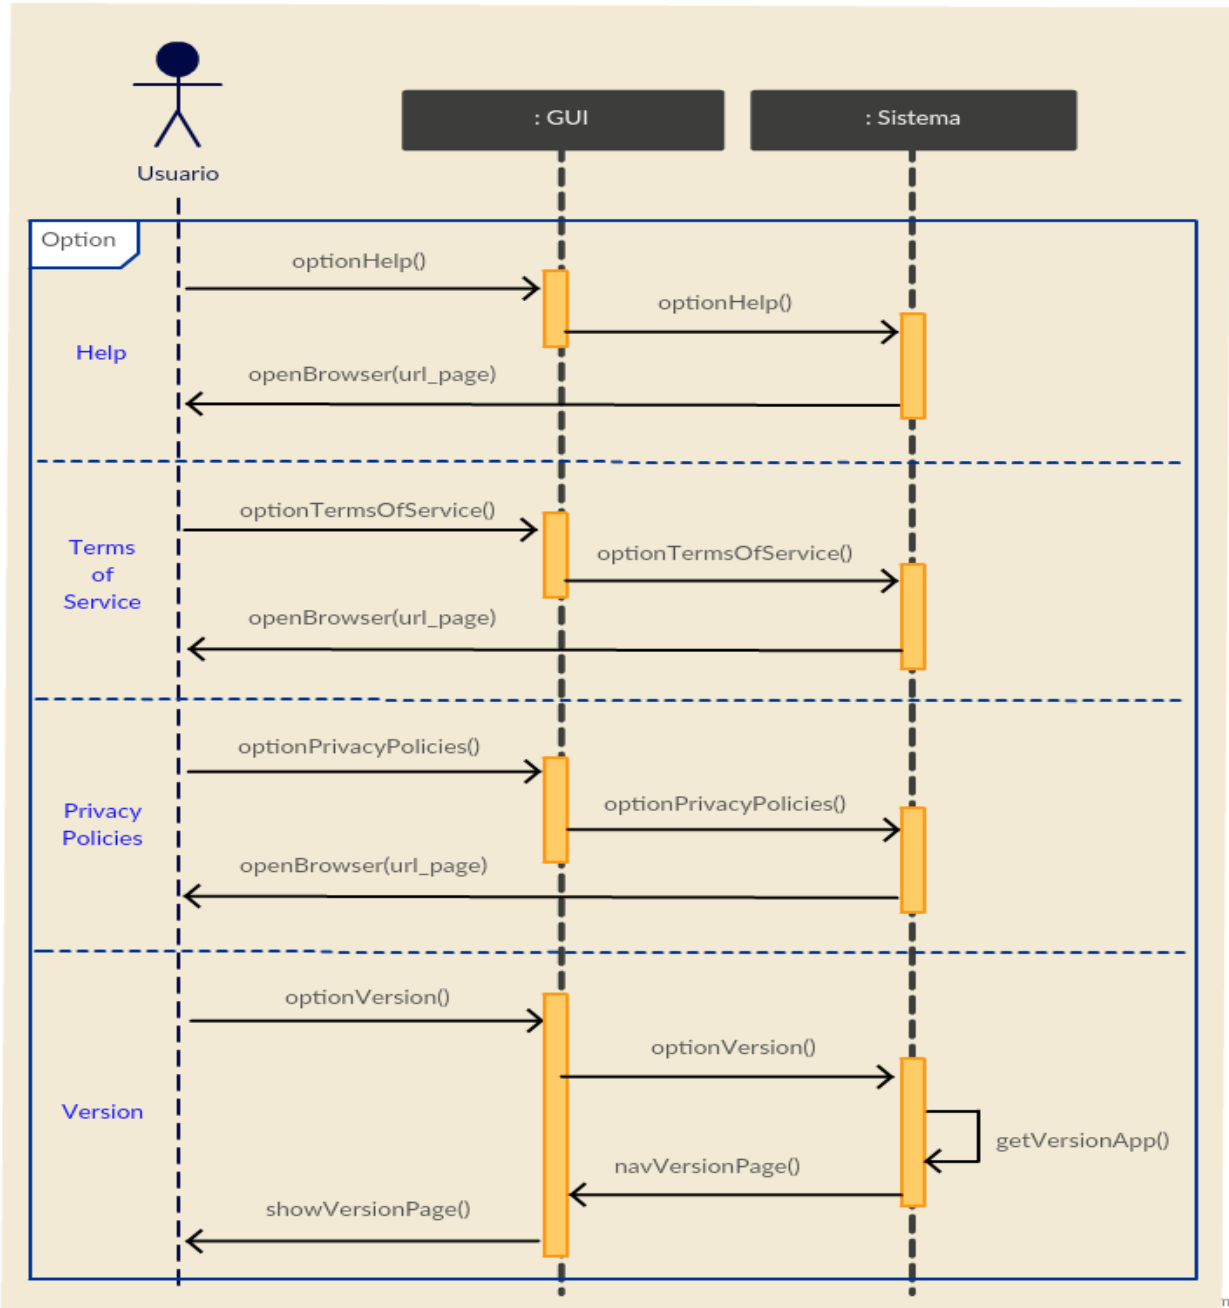 Usuario
: GUI
: Sistema
Option
optionHelp()
optionHelp()
Help
openBrowser(url_page)
optionTermsOfService()
optionTermsOfService()
Terms
of
Service
openBrowser(url_page)
optionPrivacyPolicies()
optionPrivacyPolicies()
Privacy
Policies
openBrowser(url_page)
optionVersion()
optionVersion()
Version
getVersionApp()
navVersionPage()
showVersionPage()